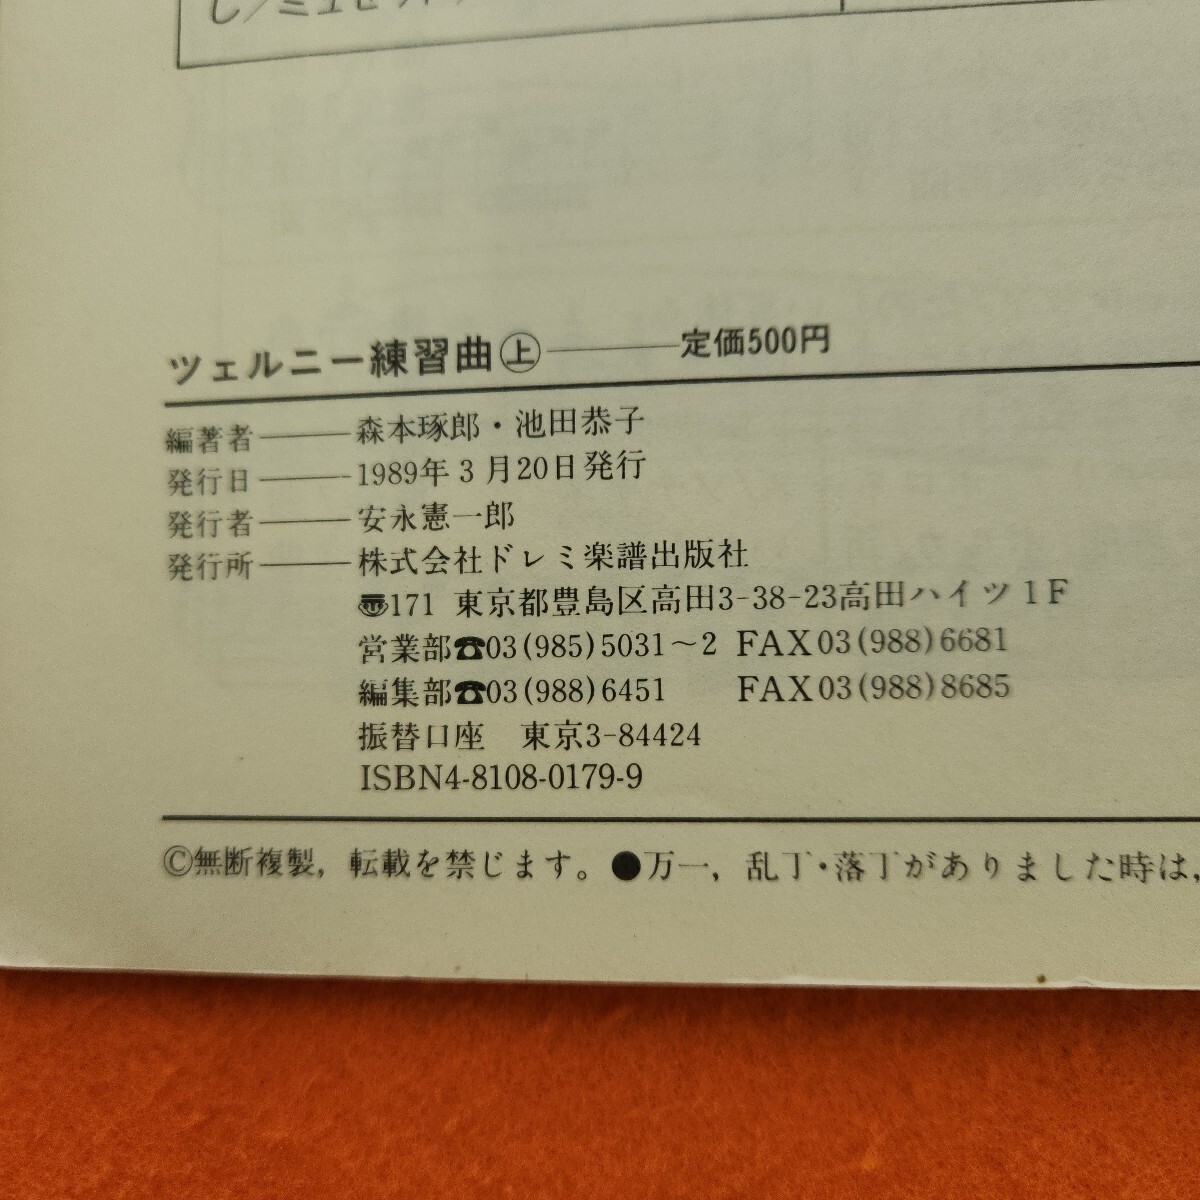 ツェルニー練習曲㊤――――定価500円
編著者―――森本琢郎・池田恭子
発行日―――1989年3月20日発行
発行者―――安永憲一郎
発行所―――株式会社ドレミ楽譜出版社
〠171 東京都豊島区高田3-38-23高田ハイツ1F
営業部☎03(985)5031～2 FAX03(988)6681
編集部☎03(988)6451 FAX03(988)8685
振替口座 東京3-84424
ISBN4-8108-0179-9
©無断複製，転載を禁じます。●万一，乱丁・落丁がありました時は，